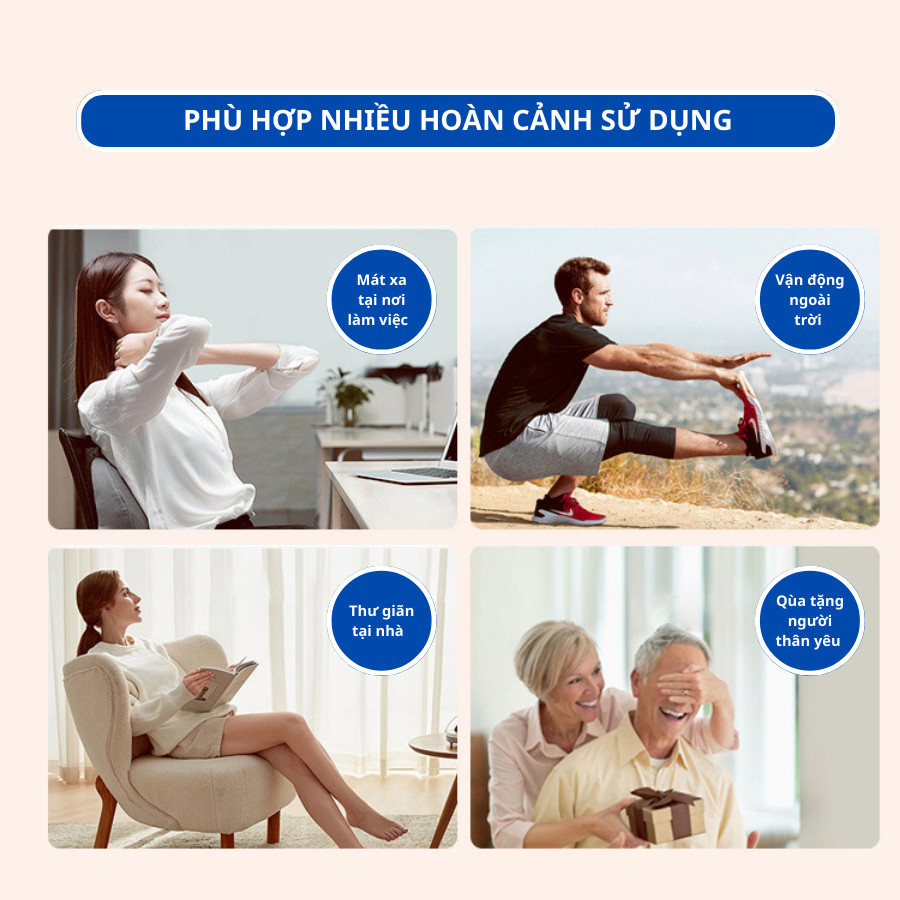 PHÙ HỢP NHIỀU HOÀN CẢNH SỬ DỤNG
Mát xa
tại nơi
làm việc
Vận động
ngoài
trời
Thư giãn
tại nhà
Qùa tặng
người
thân yêu